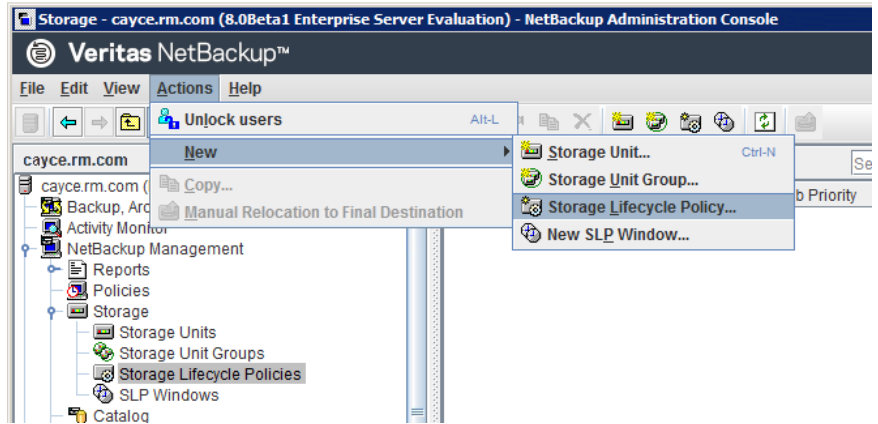 Storage - cayce.rm.com (8.0Beta1 Enterprise Server Evaluation) - NetBackup Administration Console
Veritas NetBackup™
File Edit View Actions Help
Unlock users Alt-L
New
Copy...
Manual Relocation to Final Destination
Storage Unit... Ctrl-N
Storage Unit Group...
Storage Lifecycle Policy...
New SLP Window...
Se
b Priority
cayce.rm.com
cayce.rm.com (
Backup, Arc
Activity Monitor
NetBackup Management
Reports
Policies
Storage
Storage Units
Storage Unit Groups
Storage Lifecycle Policies
SLP Windows
Catalog